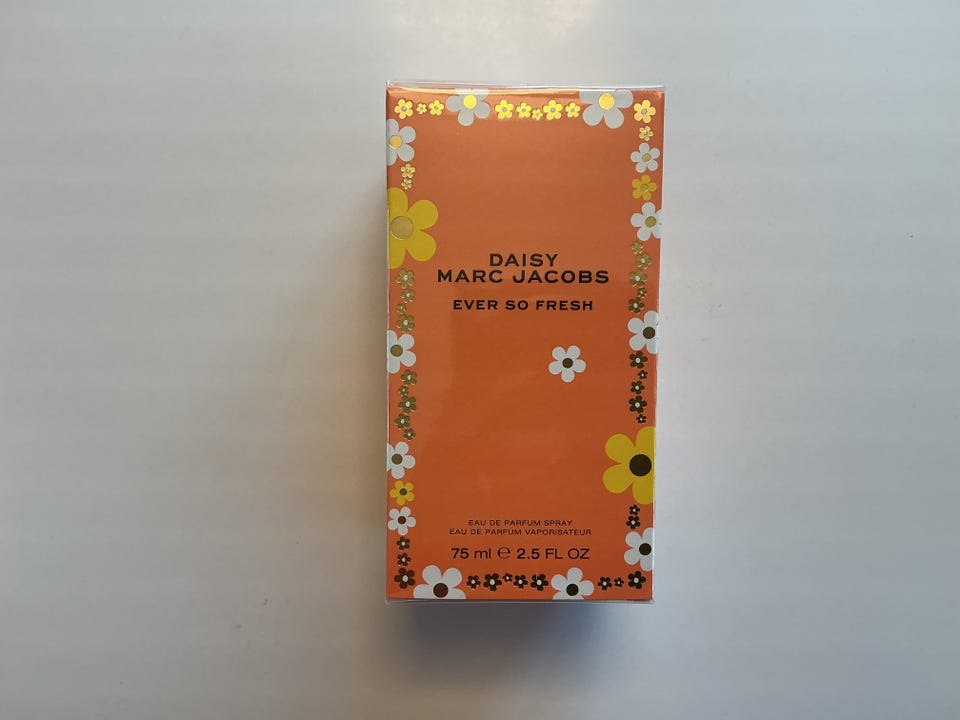 DAISY
MARC JACOBS
EVER SO FRESH
EAU DE PARFUM SPRAY
EAU DE PARFUM VAPORISATEUR
75 ml ℮ 2.5 FL OZ